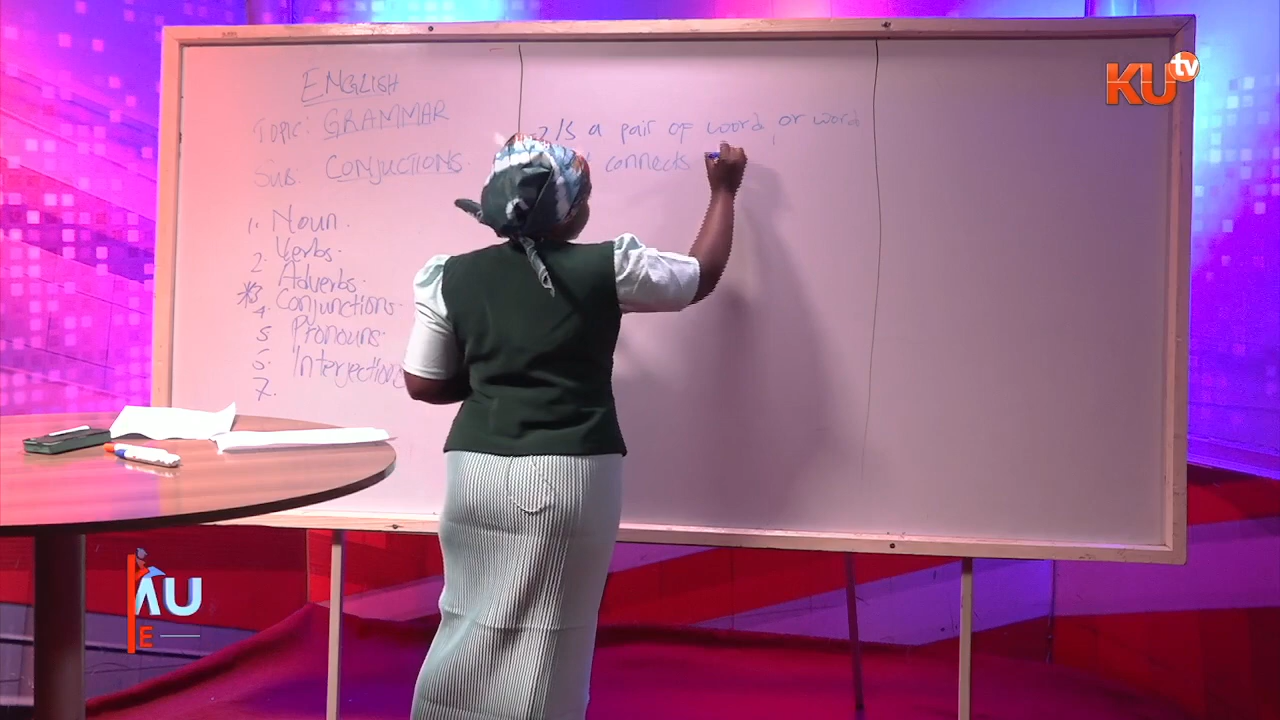 ENGLISH
Topic: GRAMMAR
Sub: CONJUCTIONS.
1. Noun.
2. Verbs.
Adverbs.
*3. Conjunctions.
4. Pronouns.
5. Interjections
6.
7.
is a pair of word, or word
connects
KU tv
AU
E